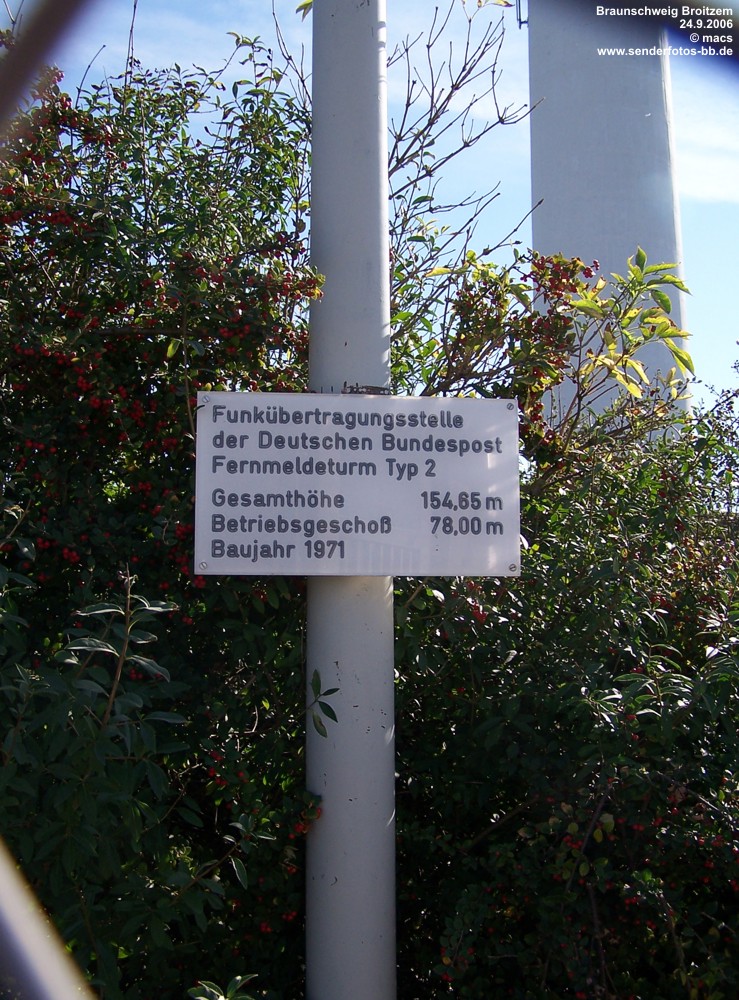 Braunschweig Broitzem
24.9.2006
© macs
www.senderfotos-bb.de
Funkübertragungsstelle
der Deutschen Bundespost
Fernmeldeturm Typ 2
Gesamthöhe 154,65 m
Betriebsgeschoß 78,00 m
Baujahr 1971